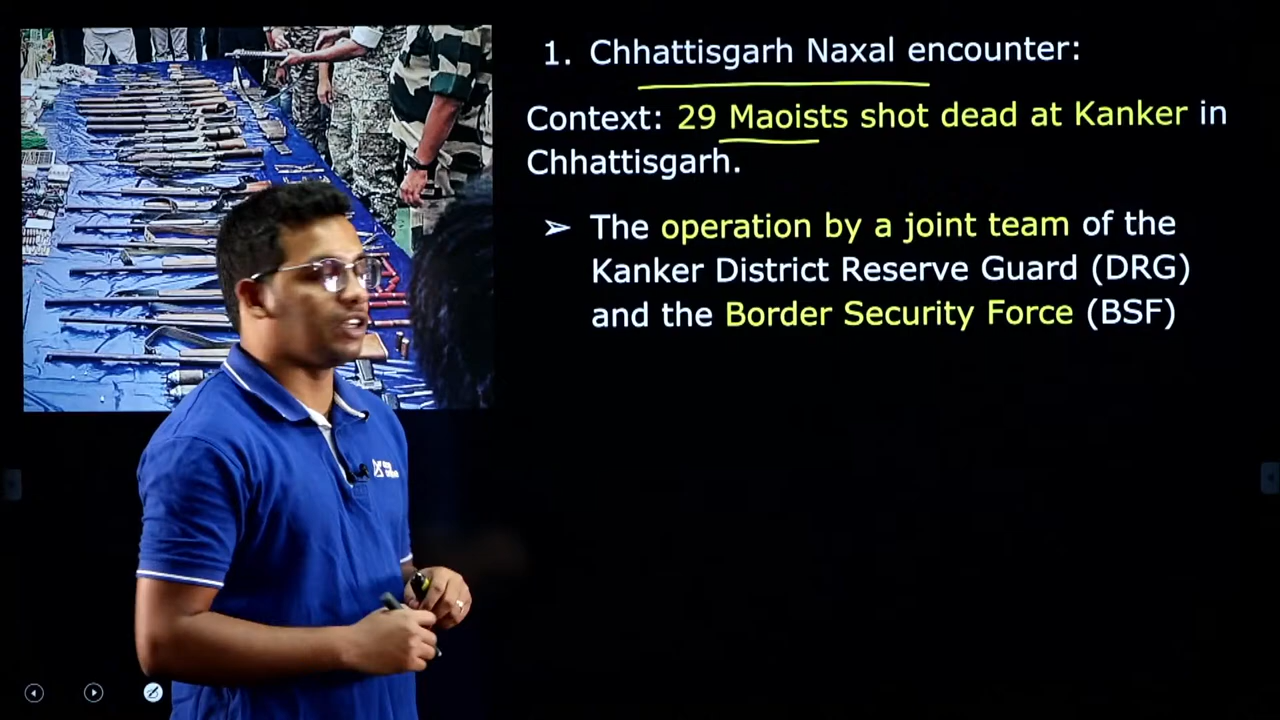 1. Chhattisgarh Naxal encounter:
Context: 29 Maoists shot dead at Kanker in
Chhattisgarh.
➢ The operation by a joint team of the
Kanker District Reserve Guard (DRG)
and the Border Security Force (BSF)